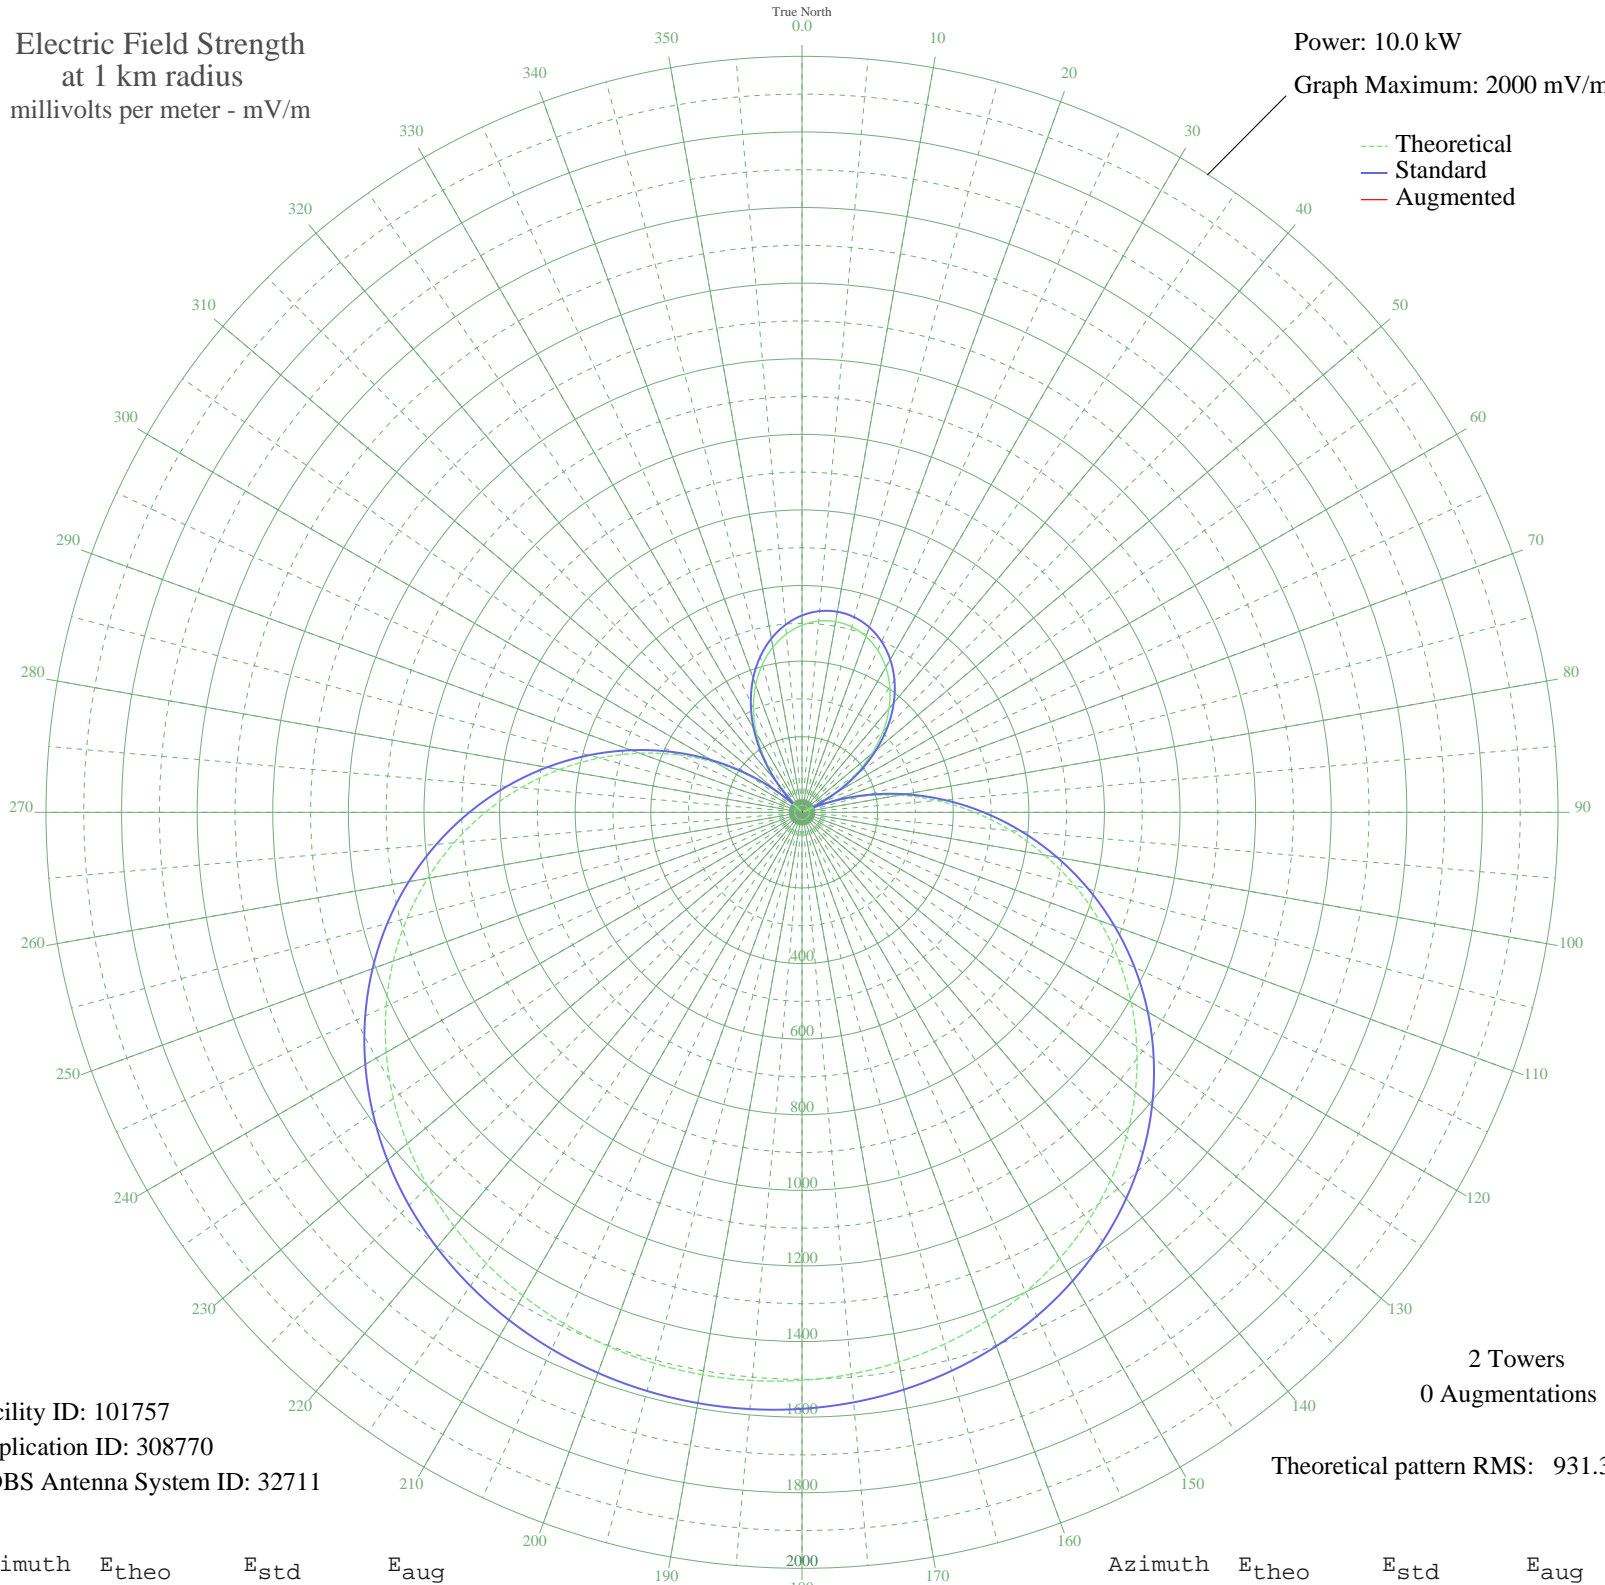 True North
0.0
Electric Field Strength
at 1 km radius
millivolts per meter - mV/m
Power: 10.0 kW
Graph Maximum: 2000 mV/m
Theoretical
Standard
Augmented
10
20
30
40
50
60
70
80
90
100
110
120
130
140
150
160
170
190
200
210
220
230
240
250
260
270
280
290
300
310
320
330
340
350
400
600
800
1000
1200
1400
1600
1800
2000
2 Towers
0 Augmentations
Theoretical pattern RMS: 931.3
cility ID: 101757
plication ID: 308770
DBS Antenna System ID: 32711
imuth Etheo Estd Eaug
Azimuth Etheo Estd Eaug